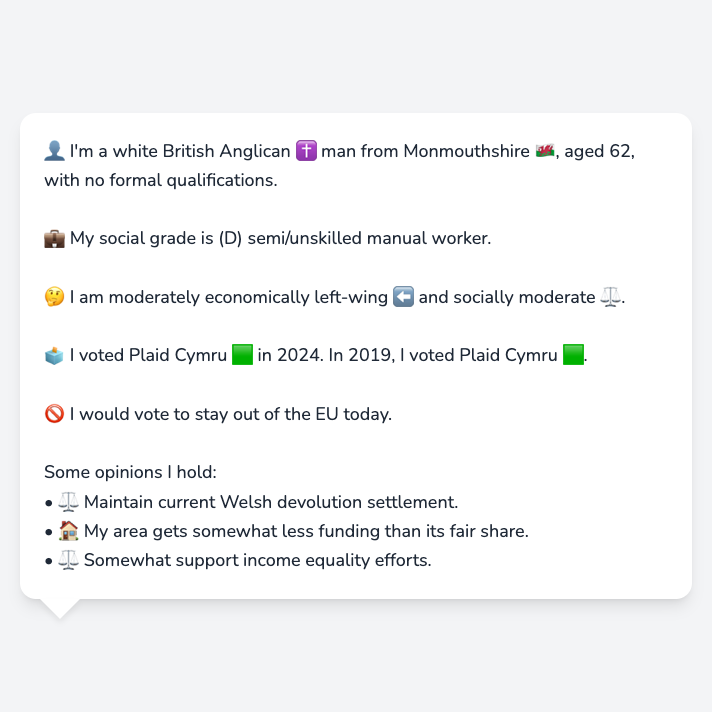 👤 I'm a white British Anglican ✝️ man from Monmouthshire 🏴󠁧󠁢󠁷󠁬󠁳󠁿, aged 62,
with no formal qualifications.
💼 My social grade is (D) semi/unskilled manual worker.
🤔 I am moderately economically left-wing ⬅️ and socially moderate ⚖️.
🗳️ I voted Plaid Cymru 🟩 in 2024. In 2019, I voted Plaid Cymru 🟩.
🚫 I would vote to stay out of the EU today.
Some opinions I hold:
• ⚖️ Maintain current Welsh devolution settlement.
• 🏠 My area gets somewhat less funding than its fair share.
• ⚖️ Somewhat support income equality efforts.